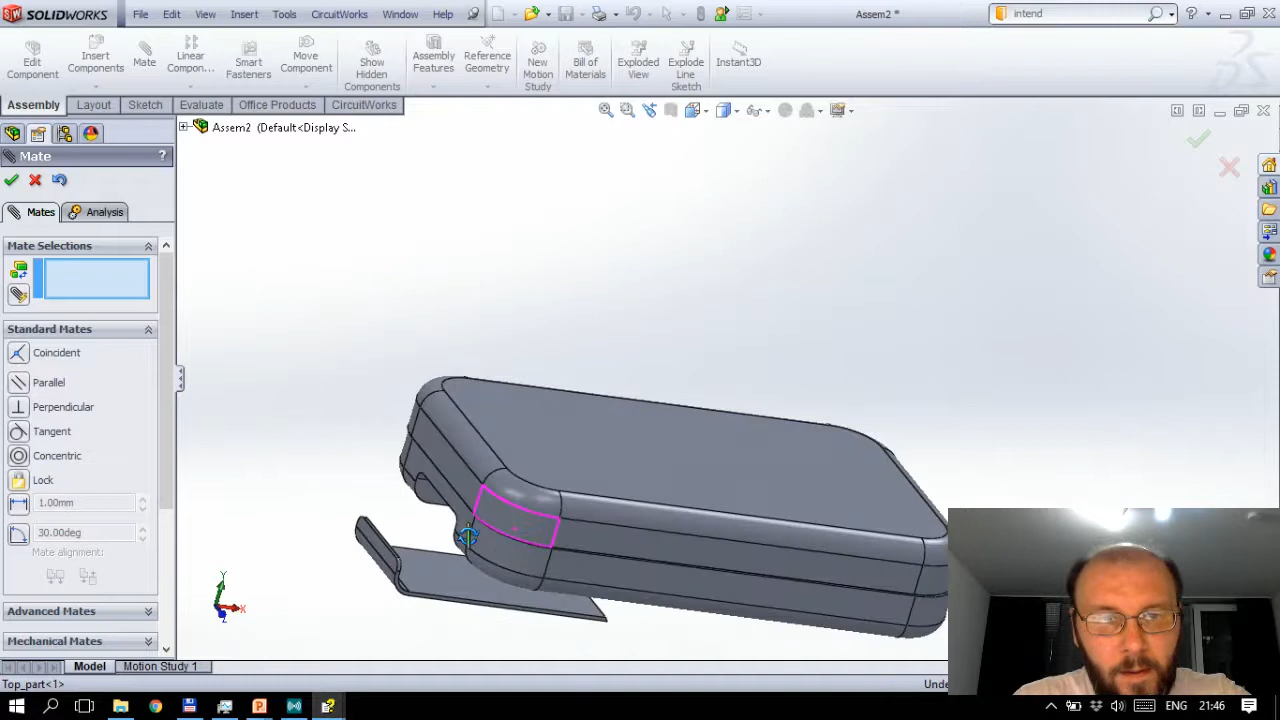 SOLIDWORKS File Edit View Insert Tools CircuitWorks Window Help Assem2 * intend
Edit Component
Insert Components
Mate
Linear Compon...
Smart Fasteners
Move Component
Show Hidden Components
Assembly Features
Reference Geometry
New Motion Study
Bill of Materials
Exploded View
Explode Line Sketch
Instant3D
Assembly Layout Sketch Evaluate Office Products CircuitWorks
Assem2 (Default<Display S...
Mate ?
Mates Analysis
Mate Selections
Standard Mates
Coincident
Parallel
Perpendicular
Tangent
Concentric
Lock
1.00mm
30.00deg
Mate alignment:
Advanced Mates
Mechanical Mates
Y
X
Z
Model Motion Study 1
Top_part<1> Unde
ENG 21:46